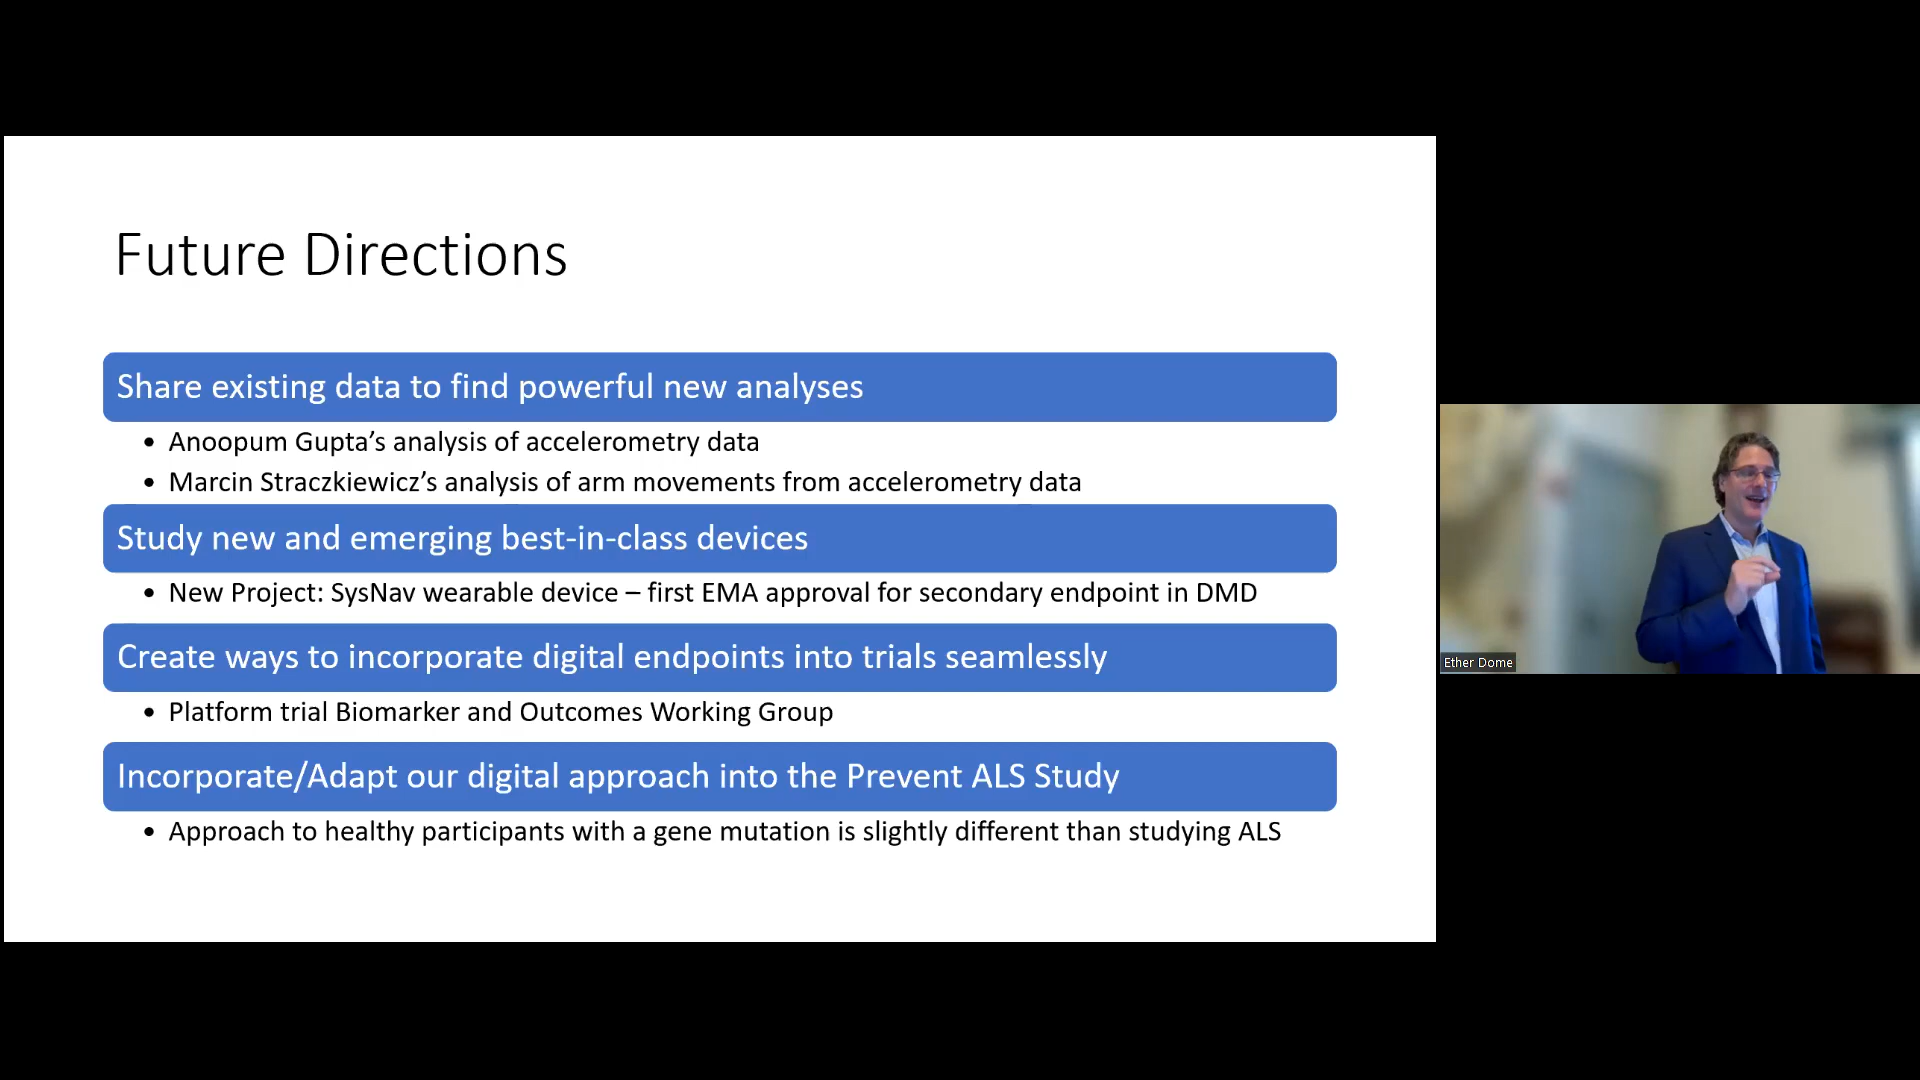 Future Directions
Share existing data to find powerful new analyses
• Anoopum Gupta’s analysis of accelerometry data
• Marcin Straczkiewicz’s analysis of arm movements from accelerometry data
Study new and emerging best-in-class devices
• New Project: SysNav wearable device – first EMA approval for secondary endpoint in DMD
Create ways to incorporate digital endpoints into trials seamlessly
• Platform trial Biomarker and Outcomes Working Group
Incorporate/Adapt our digital approach into the Prevent ALS Study
• Approach to healthy participants with a gene mutation is slightly different than studying ALS
Ether Dome